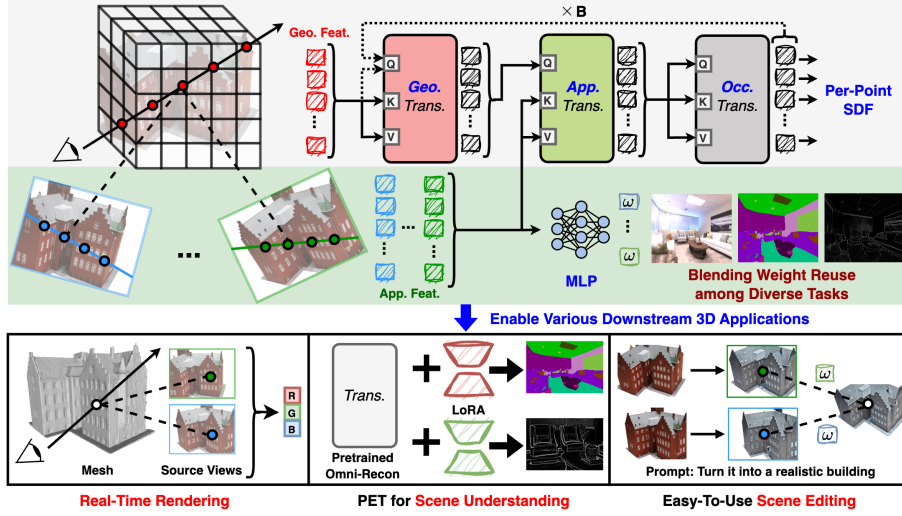 × B
Geo. Feat.
Q
K
V
Geo.
Trans.
Q
K
V
App.
Trans.
Q
K
V
Occ.
Trans.
Per-Point
SDF
App. Feat.
MLP
ω
ω
Blending Weight Reuse
among Diverse Tasks
Enable Various Downstream 3D Applications
R
G
B
Mesh
Source Views
Trans.
Pretrained
Omni-Recon
LoRA
ω
ω
Prompt: Turn it into a realistic building
Real-Time Rendering
PET for Scene Understanding
Easy-To-Use Scene Editing